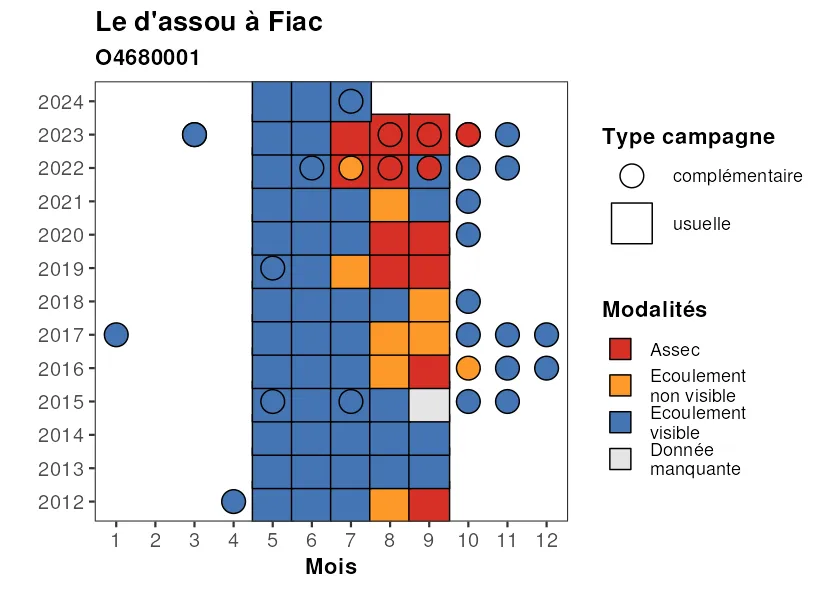 Le d'assou à Fiac
O4680001
2024
2023
2022
2021
2020
2019
2018
2017
2016
2015
2014
2013
2012
1 2 3 4 5 6 7 8 9 10 11 12
Mois
Type campagne
complémentaire
usuelle
Modalités
Assec
Ecoulement
non visible
Ecoulement
visible
Donnée
manquante